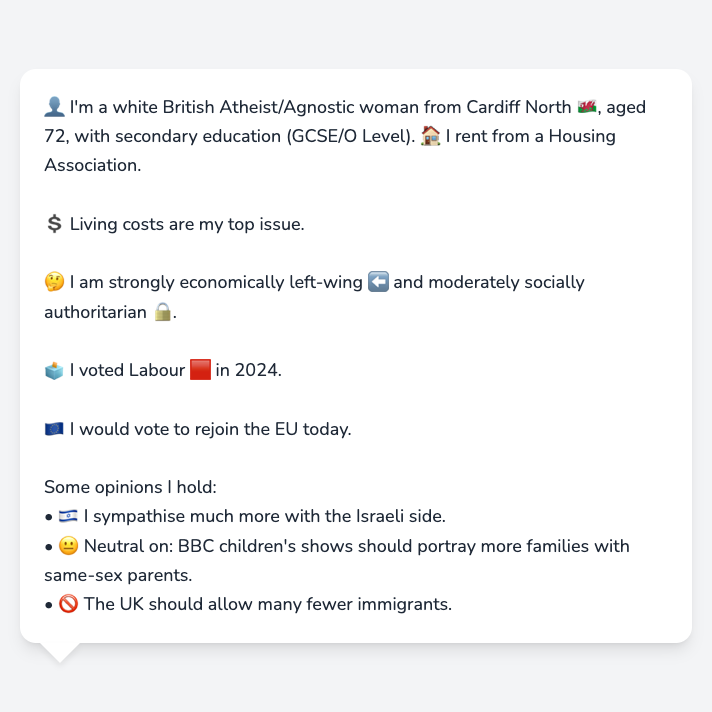 👤 I'm a white British Atheist/Agnostic woman from Cardiff North 🏴󠁧󠁢󠁷󠁬󠁳󠁿, aged
72, with secondary education (GCSE/O Level). 🏠 I rent from a Housing
Association.
💲 Living costs are my top issue.
🤔 I am strongly economically left-wing ⬅️ and moderately socially
authoritarian 🔒.
🗳️ I voted Labour 🟥 in 2024.
🇪🇺 I would vote to rejoin the EU today.
Some opinions I hold:
• 🇮🇱 I sympathise much more with the Israeli side.
• 😐 Neutral on: BBC children's shows should portray more families with
same-sex parents.
• 🚫 The UK should allow many fewer immigrants.